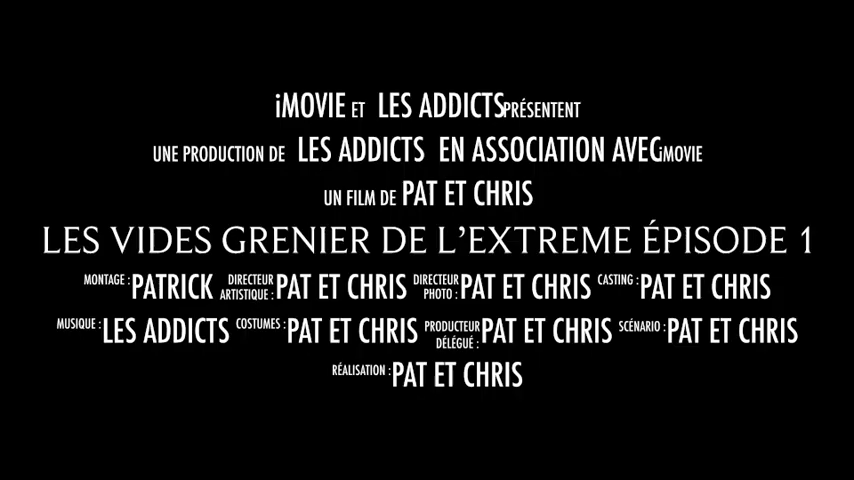 iMOVIE ET LES ADDICTS PRÉSENTENT
UNE PRODUCTION DE LES ADDICTS EN ASSOCIATION AVEC iMOVIE
UN FILM DE PAT ET CHRIS
LES VIDES GRENIER DE L'EXTREME ÉPISODE 1
MONTAGE : PATRICK DIRECTEUR ARTISTIQUE : PAT ET CHRIS DIRECTEUR PHOTO : PAT ET CHRIS CASTING : PAT ET CHRIS
MUSIQUE : LES ADDICTS COSTUMES : PAT ET CHRIS PRODUCTEUR DÉLÉGUÉ : PAT ET CHRIS SCÉNARIO : PAT ET CHRIS
RÉALISATION : PAT ET CHRIS